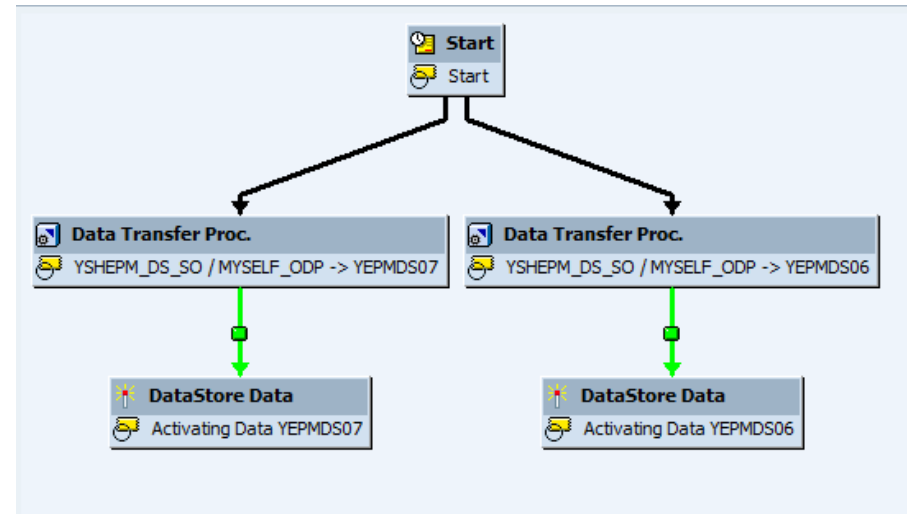 Start
Start
Data Transfer Proc.
YSHEPM_DS_SO / MYSELF_ODP -> YEPMDS07
Data Transfer Proc.
YSHEPM_DS_SO / MYSELF_ODP -> YEPMDS06
DataStore Data
Activating Data YEPMDS07
DataStore Data
Activating Data YEPMDS06